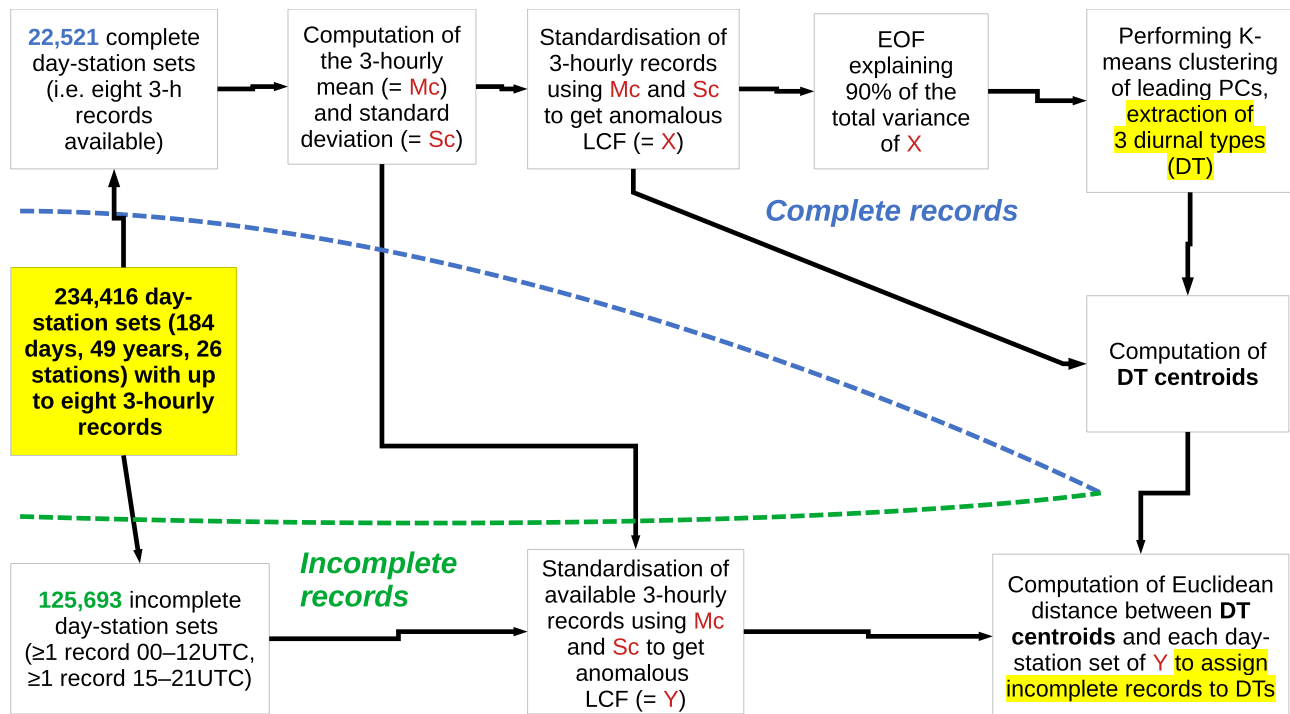 22,521 complete
day-station sets
(i.e. eight 3-h
records
available)
Computation of
the 3-hourly
mean (= Mc)
and standard
deviation (= Sc)
Standardisation of
3-hourly records
using Mc and Sc
to get anomalous
LCF (= X)
EOF
explaining
90% of the
total variance
of X
Performing K-
means clustering
of leading PCs,
extraction of
3 diurnal types
(DT)
Complete records
234,416 day-
station sets (184
days, 49 years, 26
stations) with up
to eight 3-hourly
records
Computation of
DT centroids
Incomplete
records
125,693 incomplete
day-station sets
(≥1 record 00–12UTC,
≥1 record 15–21UTC)
Standardisation of
available 3-hourly
records using Mc
and Sc to get
anomalous
LCF (= Y)
Computation of Euclidean
distance between DT
centroids and each day-
station set of Y to assign
incomplete records to DTs